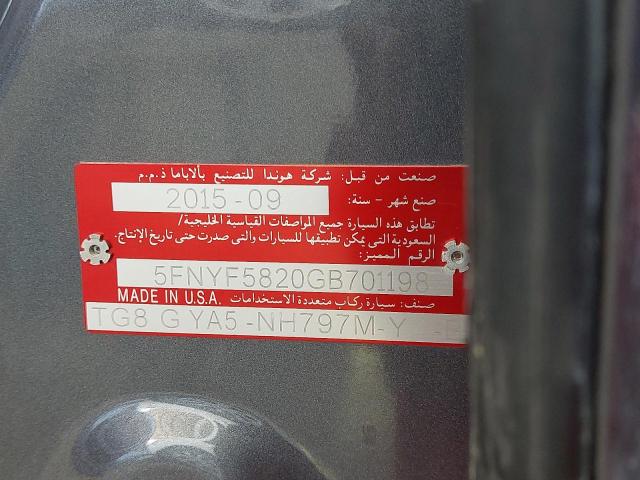 صنعت من قبل: شركة هوندا للتصنيع بألاباما ذ.م.م
صنع شهر - سنة: 2015-09
تطابق هذه السيارة جميع المواصفات القياسية الخليجية/
السعودية التى يمكن تطبيقها للسيارات والتى صدرت حتى تاريخ الإنتاج.
الرقم المميز:
5FNYF5820GB701198
صنف: سيارة ركاب متعددة الاستخدامات MADE IN U.S.A.
TG8 G YA5-NH797M-Y